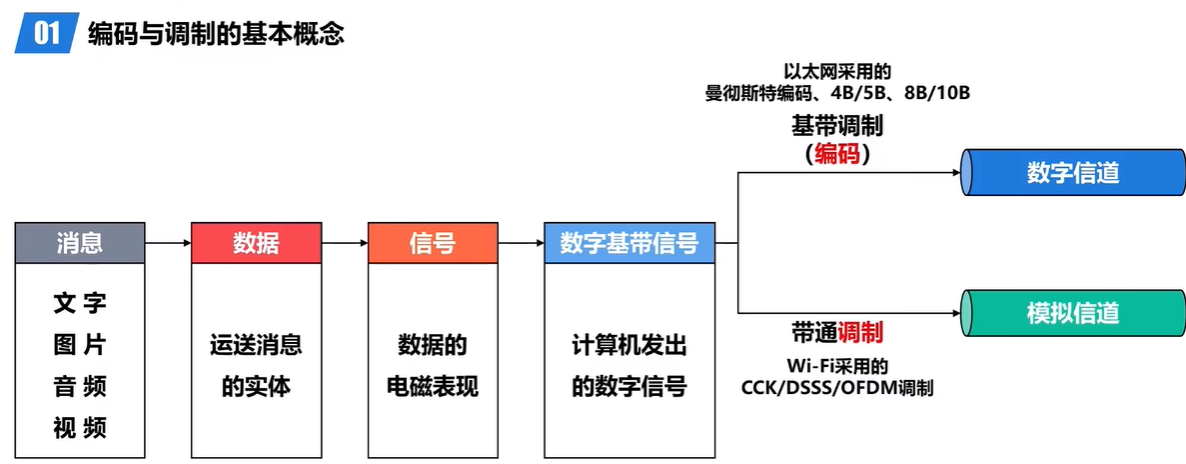 01 编码与调制的基本概念
以太网采用的
曼彻斯特编码、4B/5B、8B/10B
基带调制
（编码）
数字信道
消息
数据
信号
数字基带信号
文 字
图 片
音 频
视 频
运送消息
的实体
数据的
电磁表现
计算机发出
的数字信号
模拟信道
带通调制
Wi-Fi采用的
CCK/DSSS/OFDM调制